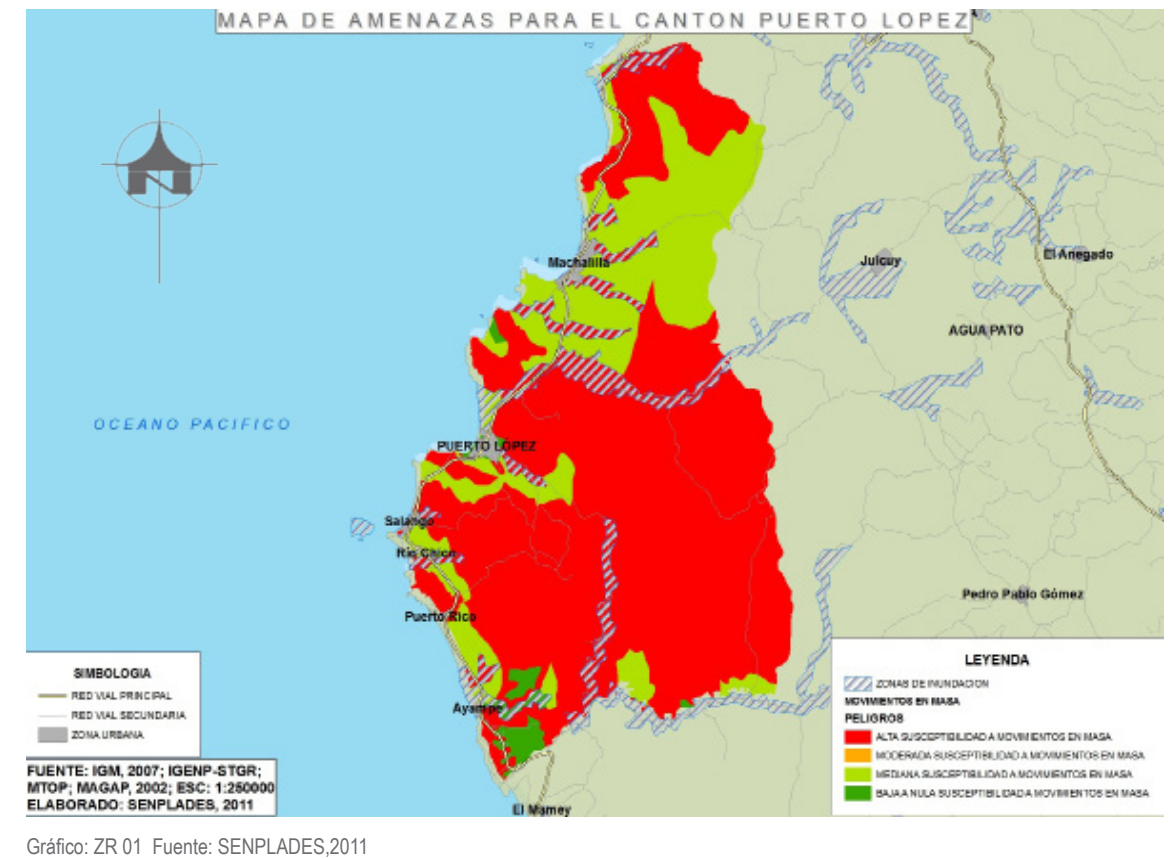 MAPA DE AMENAZAS PARA EL CANTON PUERTO LOPEZ
Machalilla
Julcuy
El Anegado
AGUA PATO
OCEANO PACIFICO
PUERTO LÓPEZ
Salango
Río Chico
Pedro Pablo Gómez
Puerto Rico
Ayampe
El Mamey
SIMBOLOGIA
RED VIAL PRINCIPAL
RED VIAL SECUNDARIA
ZONA URBANA
FUENTE: IGM, 2007; IGENP-STGR;
MTOP; MAGAP, 2002; ESC: 1:250000
ELABORADO: SENPLADES, 2011
LEYENDA
ZONAS DE INUNDACION
MOVIMIENTOS EN MASA
PELIGROS
ALTA SUSCEPTIBILIDAD A MOVIMIENTOS EN MASA
MODERADA SUSCEPTIBILIDAD A MOVIMIENTOS EN MASA
MEDIANA SUSCEPTIBILIDAD A MOVIMIENTOS EN MASA
BAJA A NULA SUSCEPTIBILIDAD A MOVIMIENTOS EN MASA
Gráfico: ZR 01 Fuente: SENPLADES,2011